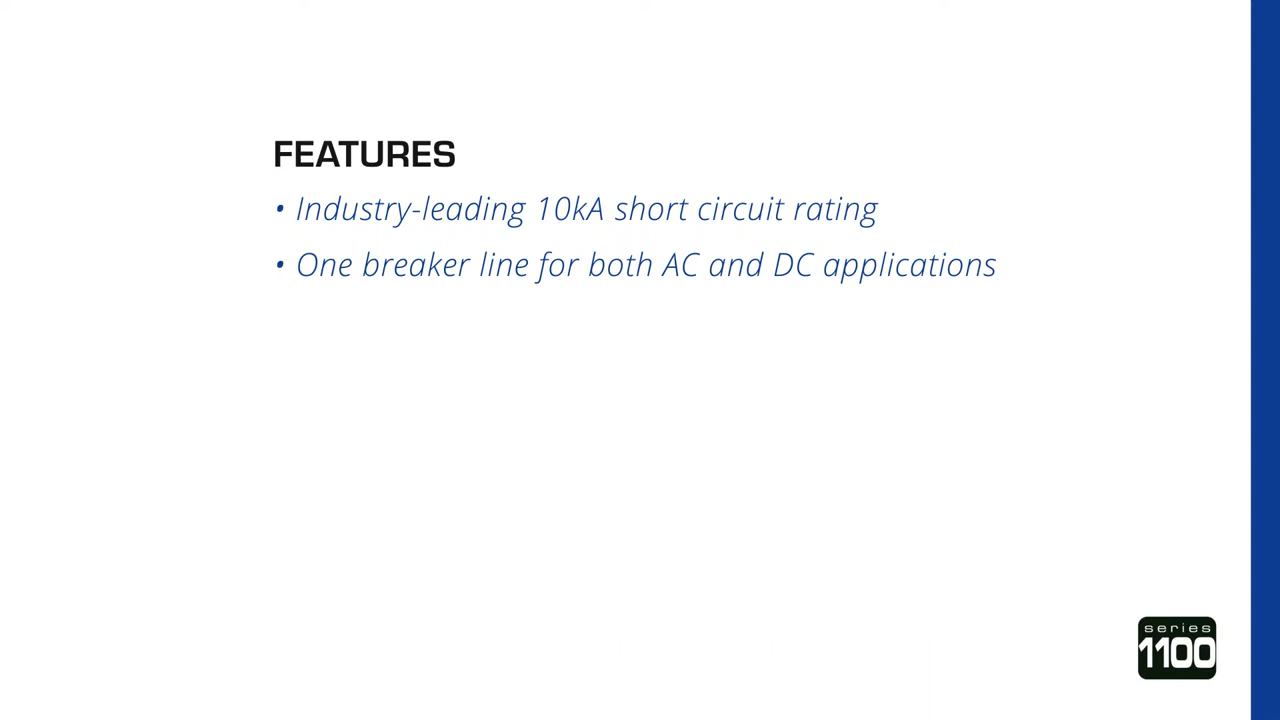 FEATURES
• Industry-leading 10kA short circuit rating
• One breaker line for both AC and DC applications
series
1100